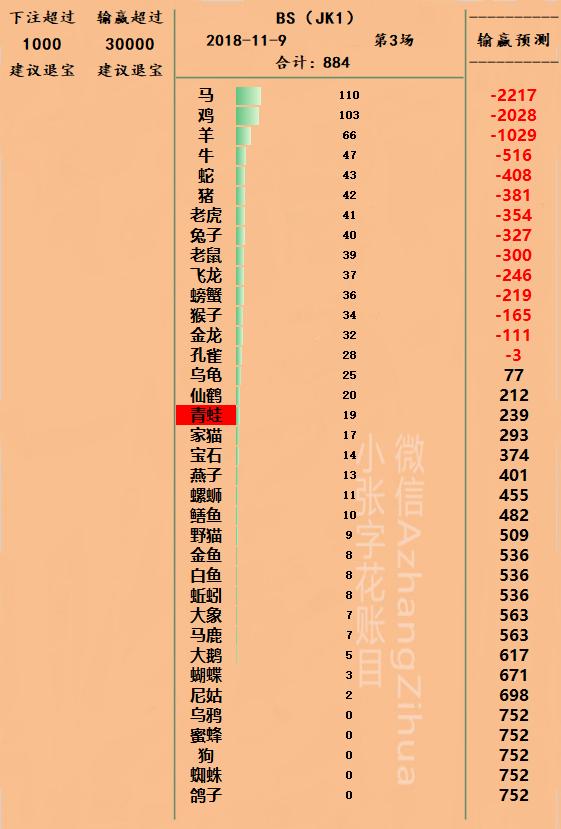 下注超过 输赢超过
1000 30000
建议退宝 建议退宝
BS（JK1）
2018-11-9 第3场
合计：884
输赢预测
马 110 -2217
鸡 103 -2028
羊 66 -1029
牛 47 -516
蛇 43 -408
猪 42 -381
老虎 41 -354
兔子 40 -327
老鼠 39 -300
飞龙 37 -246
螃蟹 36 -219
猴子 34 -165
金龙 32 -111
孔雀 28 -3
乌龟 25 77
仙鹤 20 212
青蛙 19 239
家猫 17 293
宝石 14 374
燕子 13 401
螺蛳 11 455
鳝鱼 10 482
野猫 9 509
金鱼 8 536
白鱼 8 536
蚯蚓 8 536
大象 7 563
马鹿 7 563
大鹅 5 617
蝴蝶 3 671
尼姑 2 698
乌鸦 0 752
蜜蜂 0 752
狗 0 752
蜘蛛 0 752
鸽子 0 752
微信AzhangZihua
小张字花账目